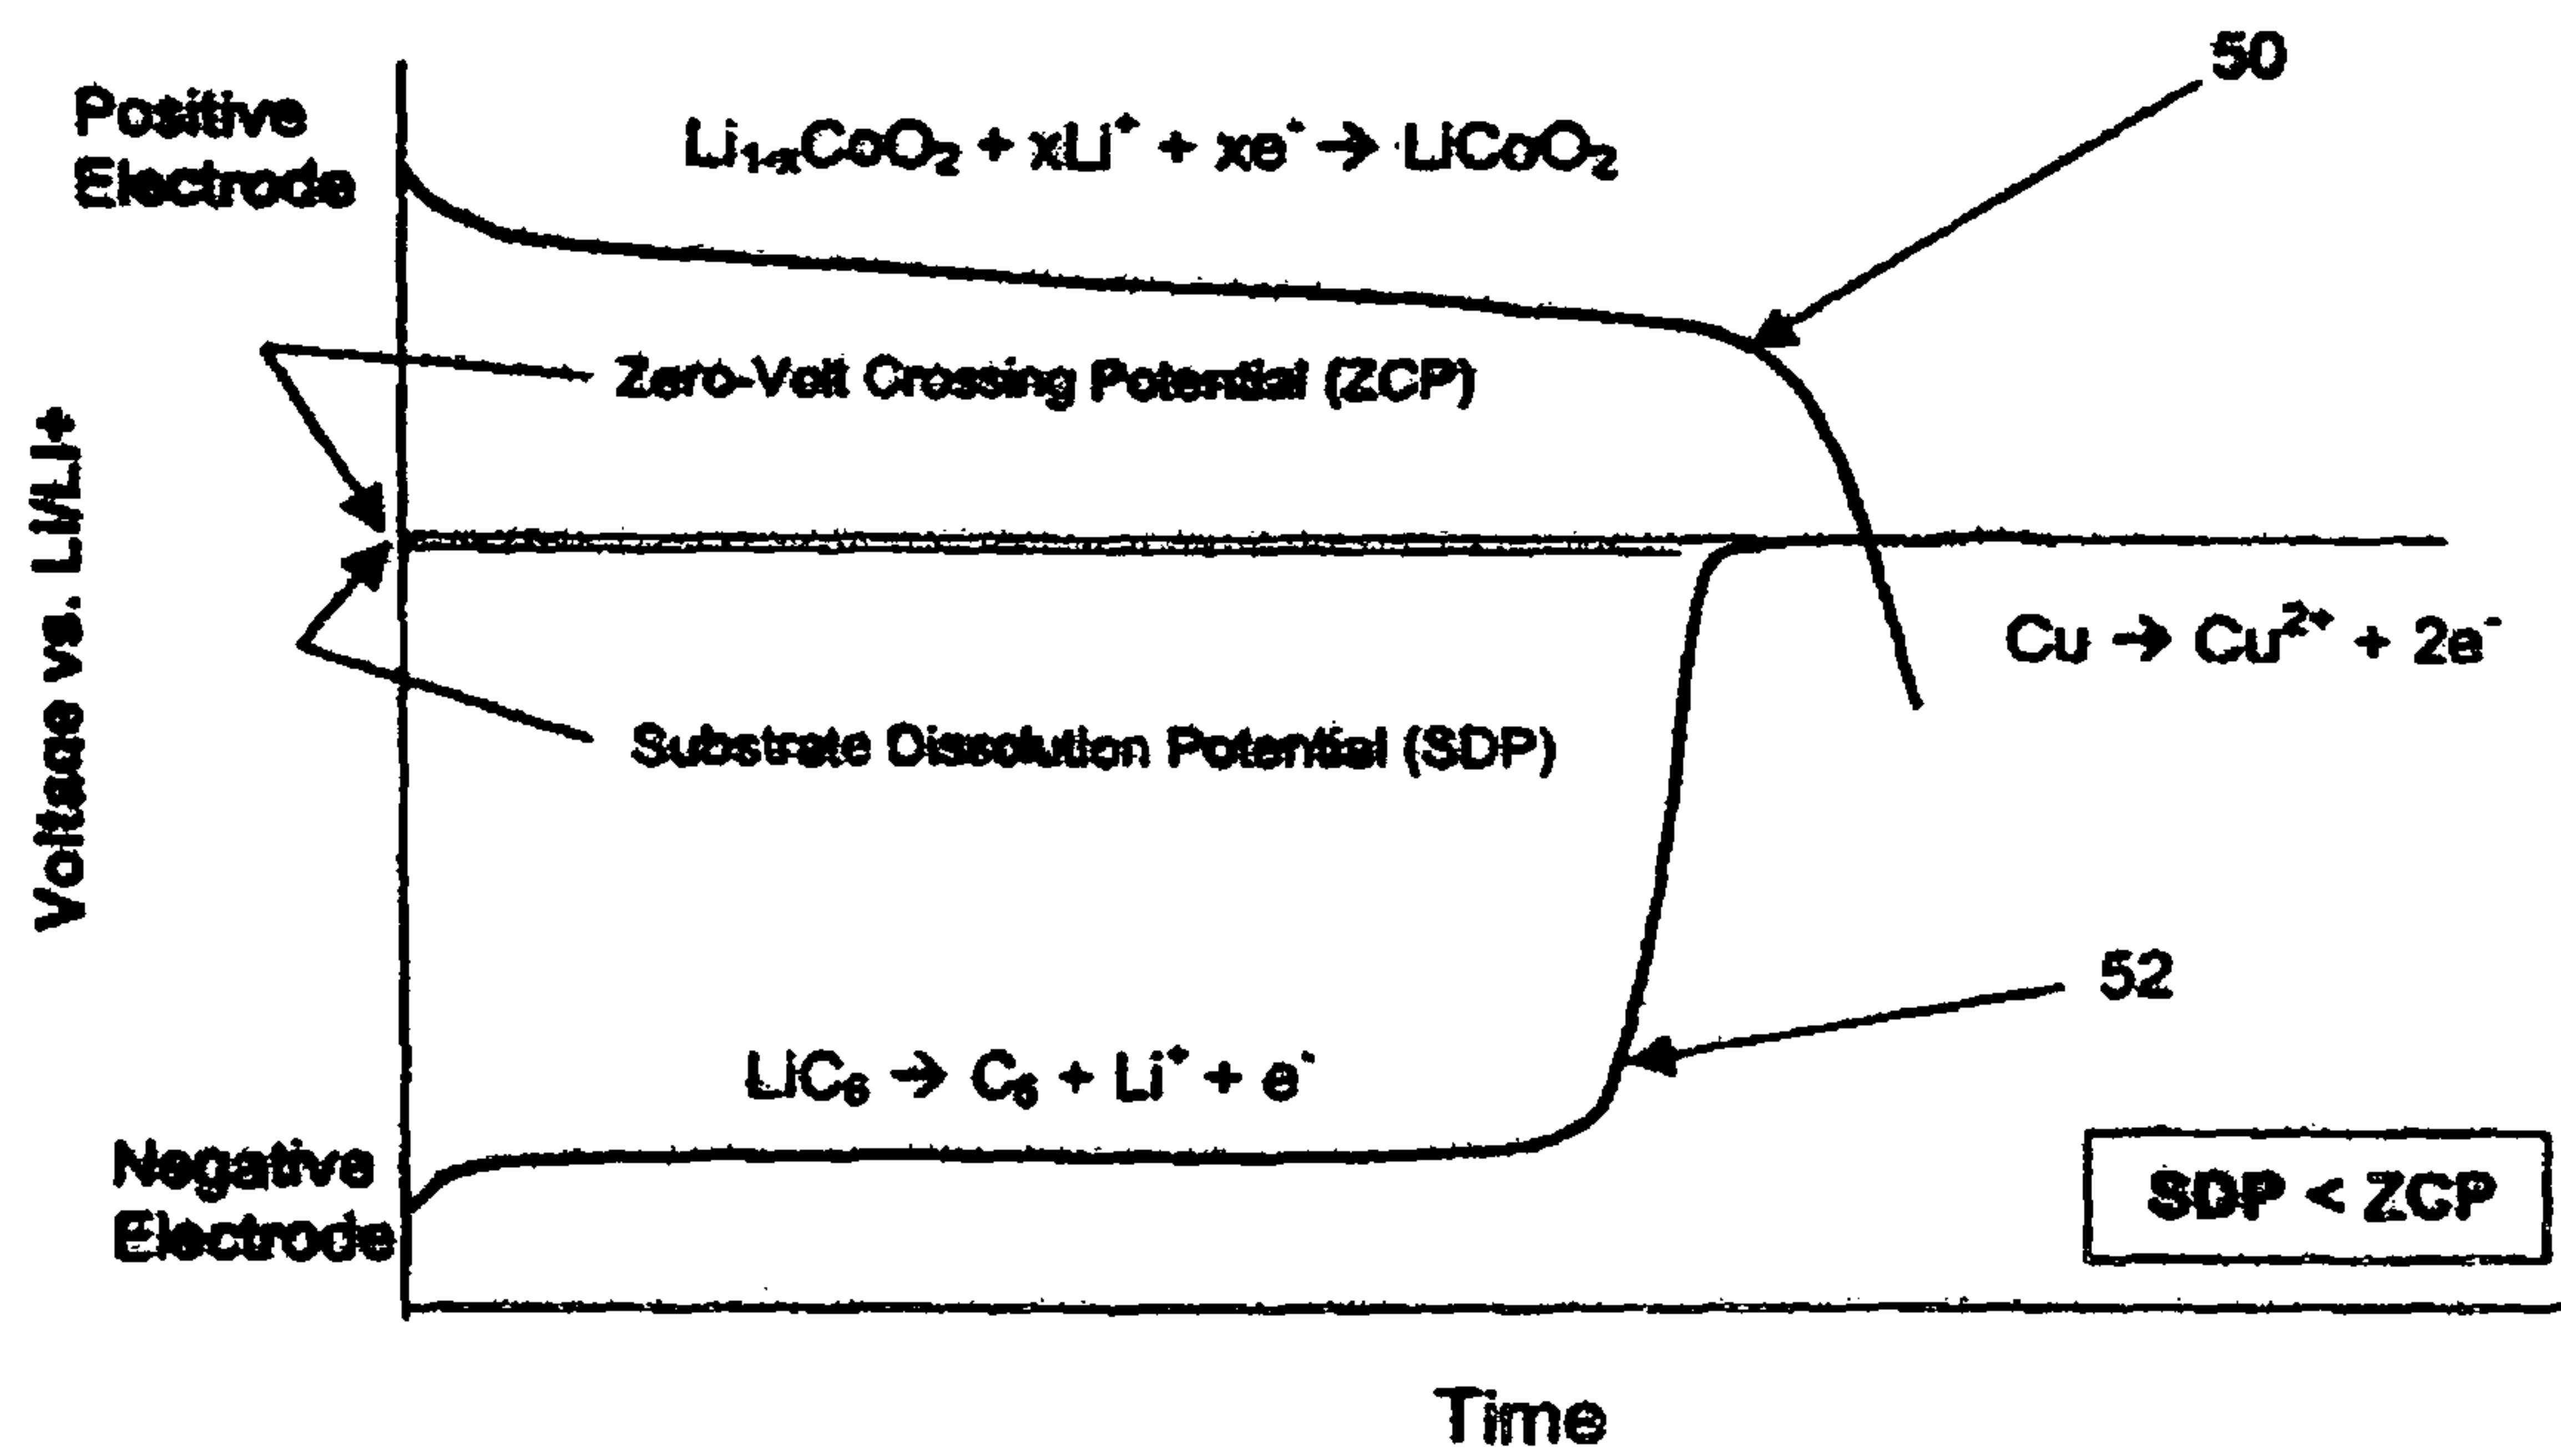 50
Positive
Electrode
Li₁₋ₓCoO₂ + xLi⁺ + xe⁻ → LiCoO₂
Zero-Volt Crossing Potential (ZCP)
Voltage vs. Li/Li+
Cu → Cu²⁺ + 2e⁻
Substrate Dissolution Potential (SDP)
52
LiC₆ → C₆ + Li⁺ + e⁻
Negative
Electrode
SDP < ZCP
Time